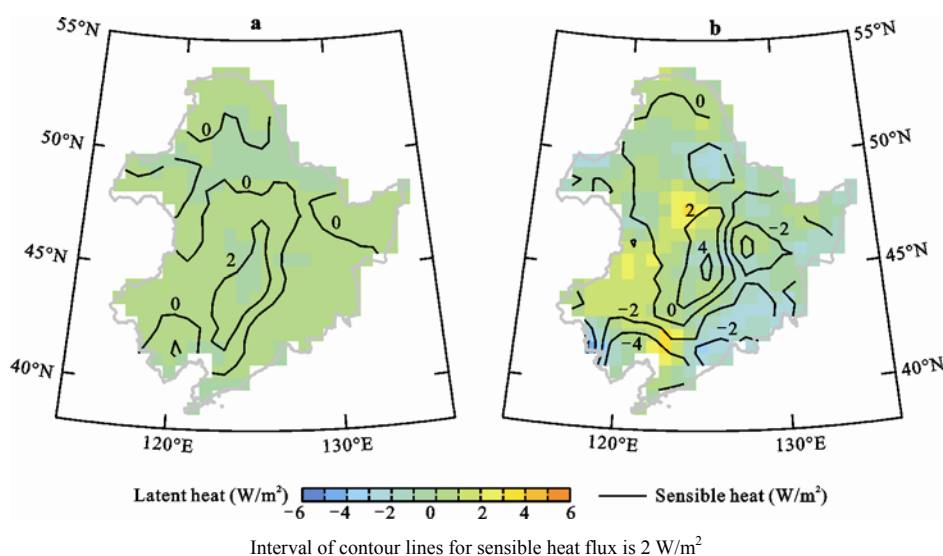 a b
55°N 55°N
0 0
50°N 50°N
0 0 2 -2
45°N 2 4 45°N
0 0 -2 -2
-4
40°N 40°N
120°E 130°E 120°E 130°E
Latent heat (W/m²) Sensible heat (W/m²)
-6 -4 -2 0 2 4 6
Interval of contour lines for sensible heat flux is 2 W/m²